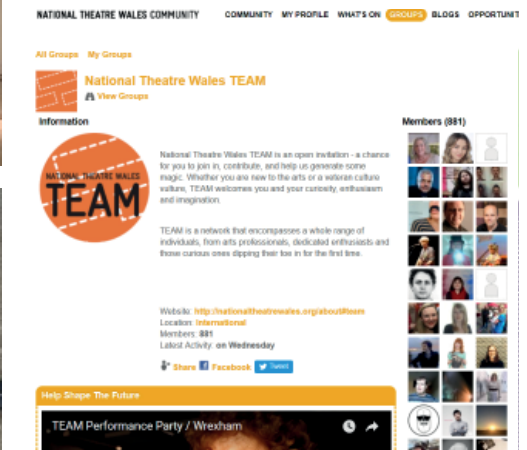 NATIONAL THEATRE WALES COMMUNITY
COMMUNITY MY PROFILE WHAT'S ON GROUPS BLOGS OPPORTUNIT
All Groups My Groups
National Theatre Wales TEAM
View Groups
Information
Members (881)
NATIONAL THEATRE WALES
TEAM
National Theatre Wales TEAM is an open invitation - a chance
for you to join in, contribute, and help us generate some
magic. Whether you are new to the arts or a veteran culture
vulture, TEAM welcomes you and your curiosity, enthusiasm
and imagination.
TEAM is a network that encompasses a whole range of
individuals, from arts professionals, dedicated enthusiasts and
those curious ones dipping their toe in for the first time.
Website: http://nationaltheatrewales.org/about#team
Location: International
Members: 881
Latest Activity: on Wednesday
Share Facebook Tweet
Help Shape The Future
TEAM Performance Party / Wrexham